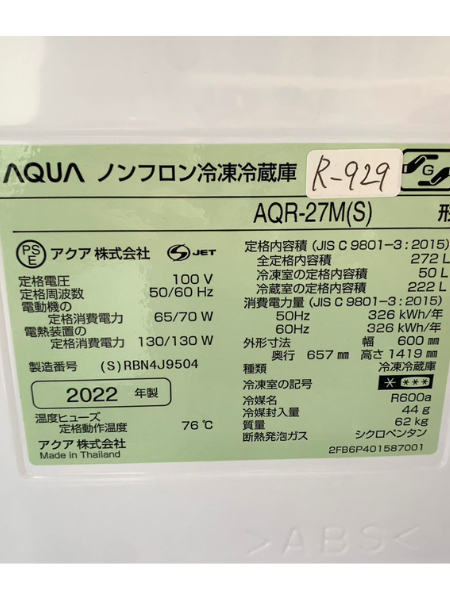 AQUA ノンフロン冷凍冷蔵庫
R-929
G
AQR-27M(S) 形
PSE アクア株式会社 S JET
定格電圧 100 V
定格周波数 50/60 Hz
電動機の
定格消費電力 65/70 W
電熱装置の
定格消費電力 130/130 W
製造番号 (S)RBN4J9504
2022 年製
温度ヒューズ
定格動作温度 76℃
アクア株式会社
Made in Thailand
定格内容積 (JIS C 9801-3 : 2015)
全定格内容積 272 L
冷凍室の定格内容積 50 L
冷蔵室の定格内容積 222 L
消費電力量 (JIS C 9801-3 : 2015)
50Hz 326 kWh/年
60Hz 326 kWh/年
外形寸法 幅 600 mm
奥行 657 mm 高さ 1419 mm
種類 冷凍冷蔵庫
冷凍室の記号 * ***
冷媒名 R600a
冷媒封入量 44 g
質量 62 kg
断熱発泡ガス シクロペンタン
2FB6P401587001
>ABS<